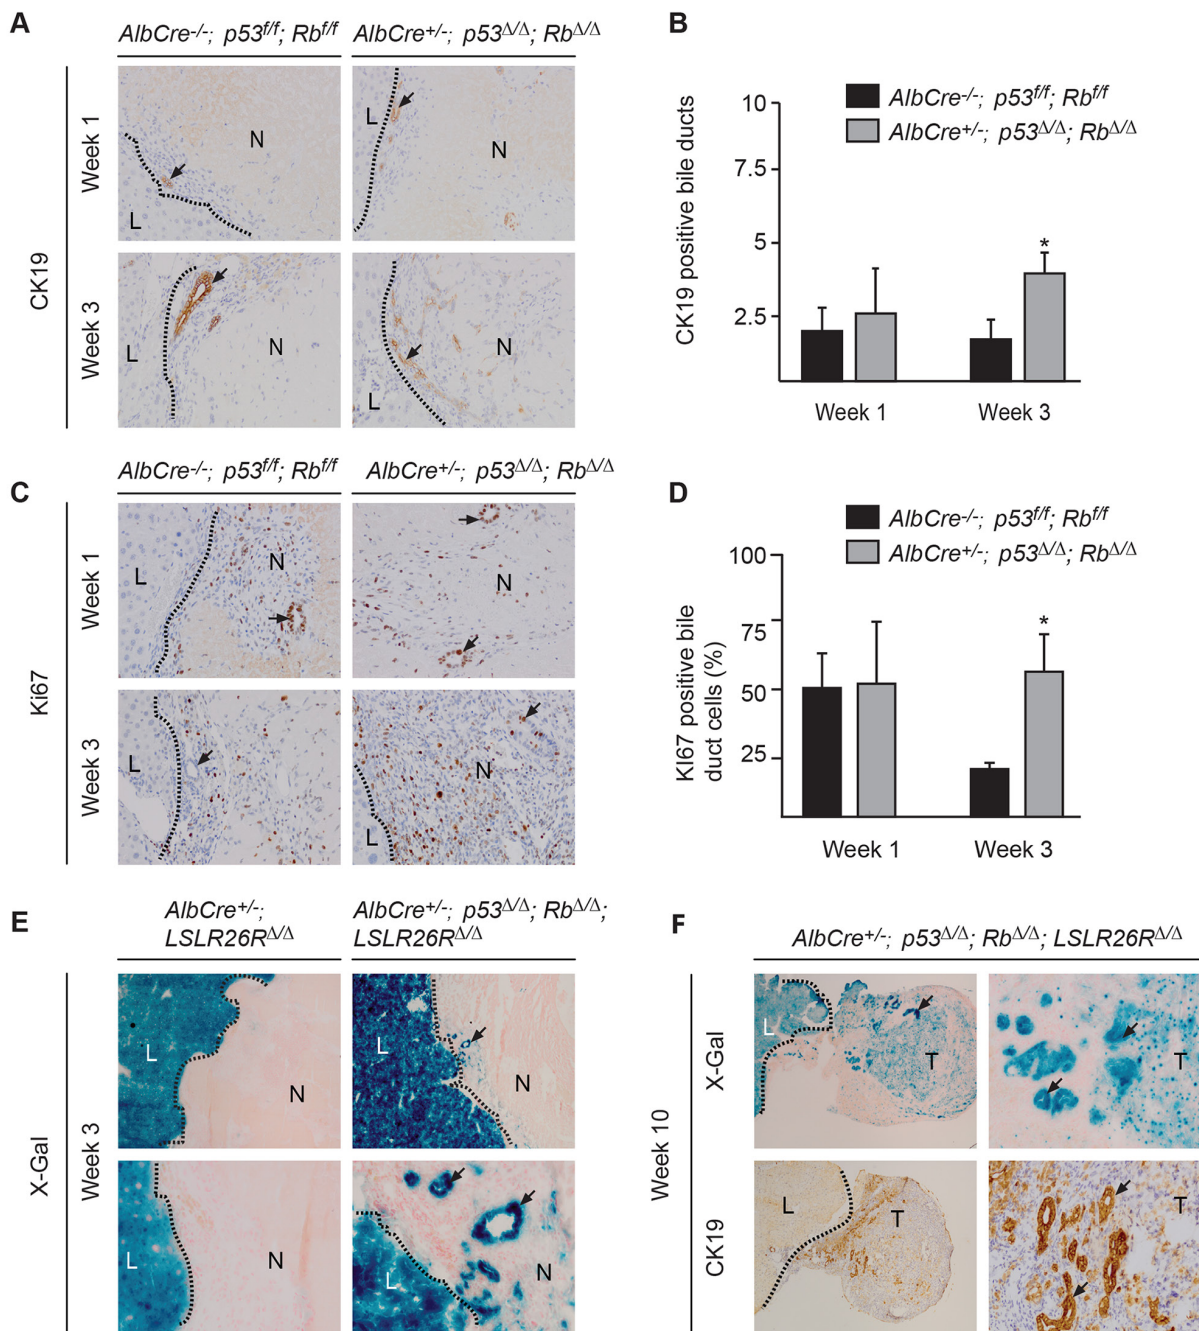 A
AlbCre-/-; p53f/f; Rbf/f
AlbCre+/-; p53Δ/Δ; RbΔ/Δ
CK19
Week 1
L
N
L
N
Week 3
L
N
L
N
B
AlbCre-/-; p53f/f; Rbf/f
AlbCre+/-; p53Δ/Δ; RbΔ/Δ
CK19 positive bile ducts
10
7.5
5
2.5
*
Week 1
Week 3
C
AlbCre-/-; p53f/f; Rbf/f
AlbCre+/-; p53Δ/Δ; RbΔ/Δ
Ki67
Week 1
L
N
N
Week 3
L
N
L
D
AlbCre-/-; p53f/f; Rbf/f
AlbCre+/-; p53Δ/Δ; RbΔ/Δ
KI67 positive bile
duct cells (%)
100
75
50
25
*
Week 1
Week 3
E
AlbCre+/-;
LSLR26RΔ/Δ
AlbCre+/-; p53Δ/Δ; RbΔ/Δ;
LSLR26RΔ/Δ
X-Gal
Week 3
L
N
L
N
L
N
L
N
F
AlbCre+/-; p53Δ/Δ; RbΔ/Δ; LSLR26RΔ/Δ
Week 10
X-Gal
L
T
T
CK19
L
T
T